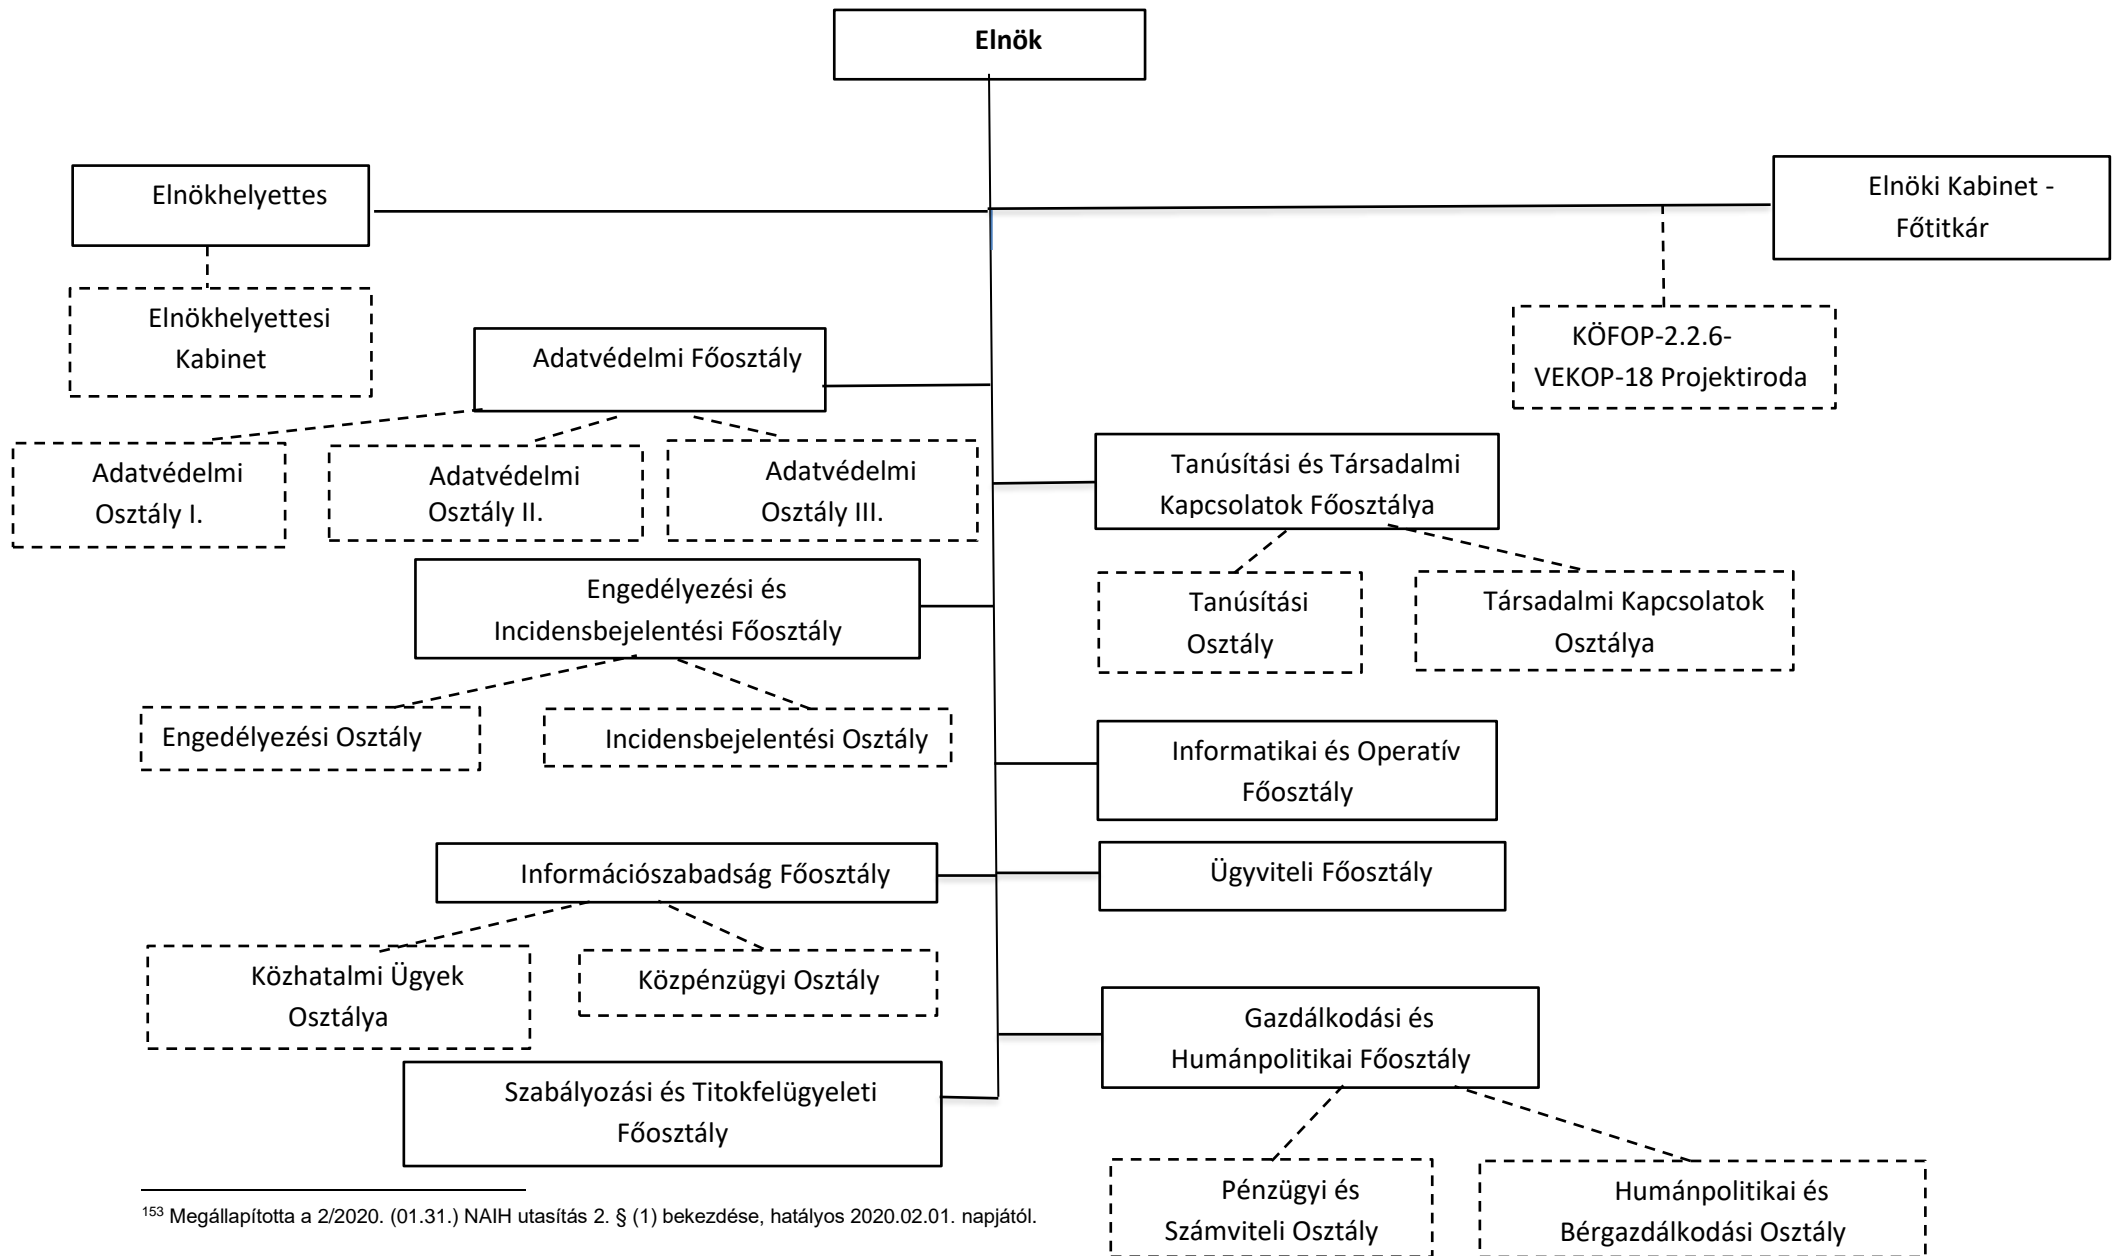 Elnök
Elnökhelyettes
Elnöki Kabinet -
Főtitkár
Elnökhelyettesi
Kabinet
KÖFOP-2.2.6-
VEKOP-18 Projektiroda
Adatvédelmi Főosztály
Adatvédelmi
Osztály I.
Adatvédelmi
Osztály II.
Adatvédelmi
Osztály III.
Tanúsítási és Társadalmi
Kapcsolatok Főosztálya
Tanúsítási
Osztály
Társadalmi Kapcsolatok
Osztálya
Engedélyezési és
Incidensbejelentési Főosztály
Engedélyezési Osztály
Incidensbejelentési Osztály
Informatikai és Operatív
Főosztály
Információszabadság Főosztály
Ügyviteli Főosztály
Közhatalmi Ügyek
Osztálya
Közpénzügyi Osztály
Gazdálkodási és
Humánpolitikai Főosztály
Szabályozási és Titokfelügyeleti
Főosztály
Pénzügyi és
Számviteli Osztály
Humánpolitikai és
Bérgazdálkodási Osztály
153 Megállapította a 2/2020. (01.31.) NAIH utasítás 2. § (1) bekezdése, hatályos 2020.02.01. napjától.